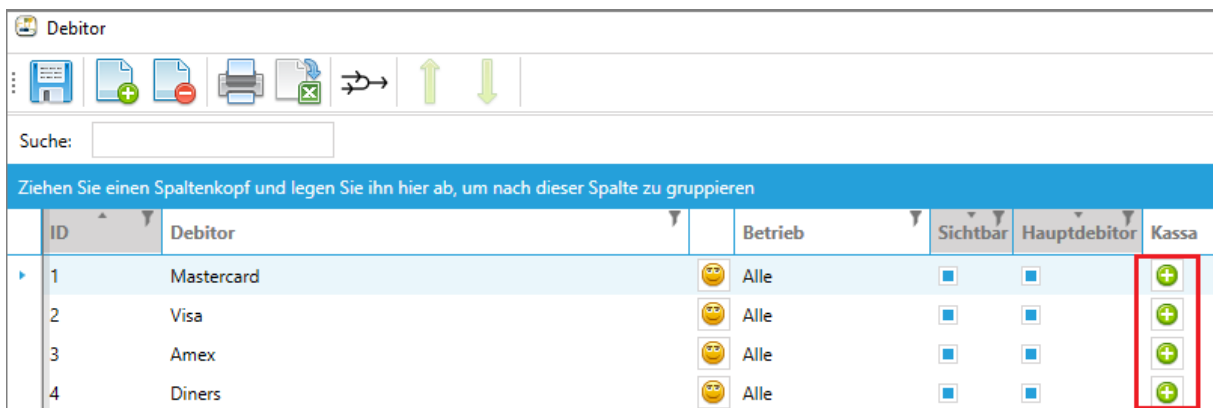 Debitor
Suche:
Ziehen Sie einen Spaltenkopf und legen Sie ihn hier ab, um nach dieser Spalte zu gruppieren
ID Debitor Betrieb Sichtbar Hauptdebitor Kassa
1 Mastercard Alle
2 Visa Alle
3 Amex Alle
4 Diners Alle